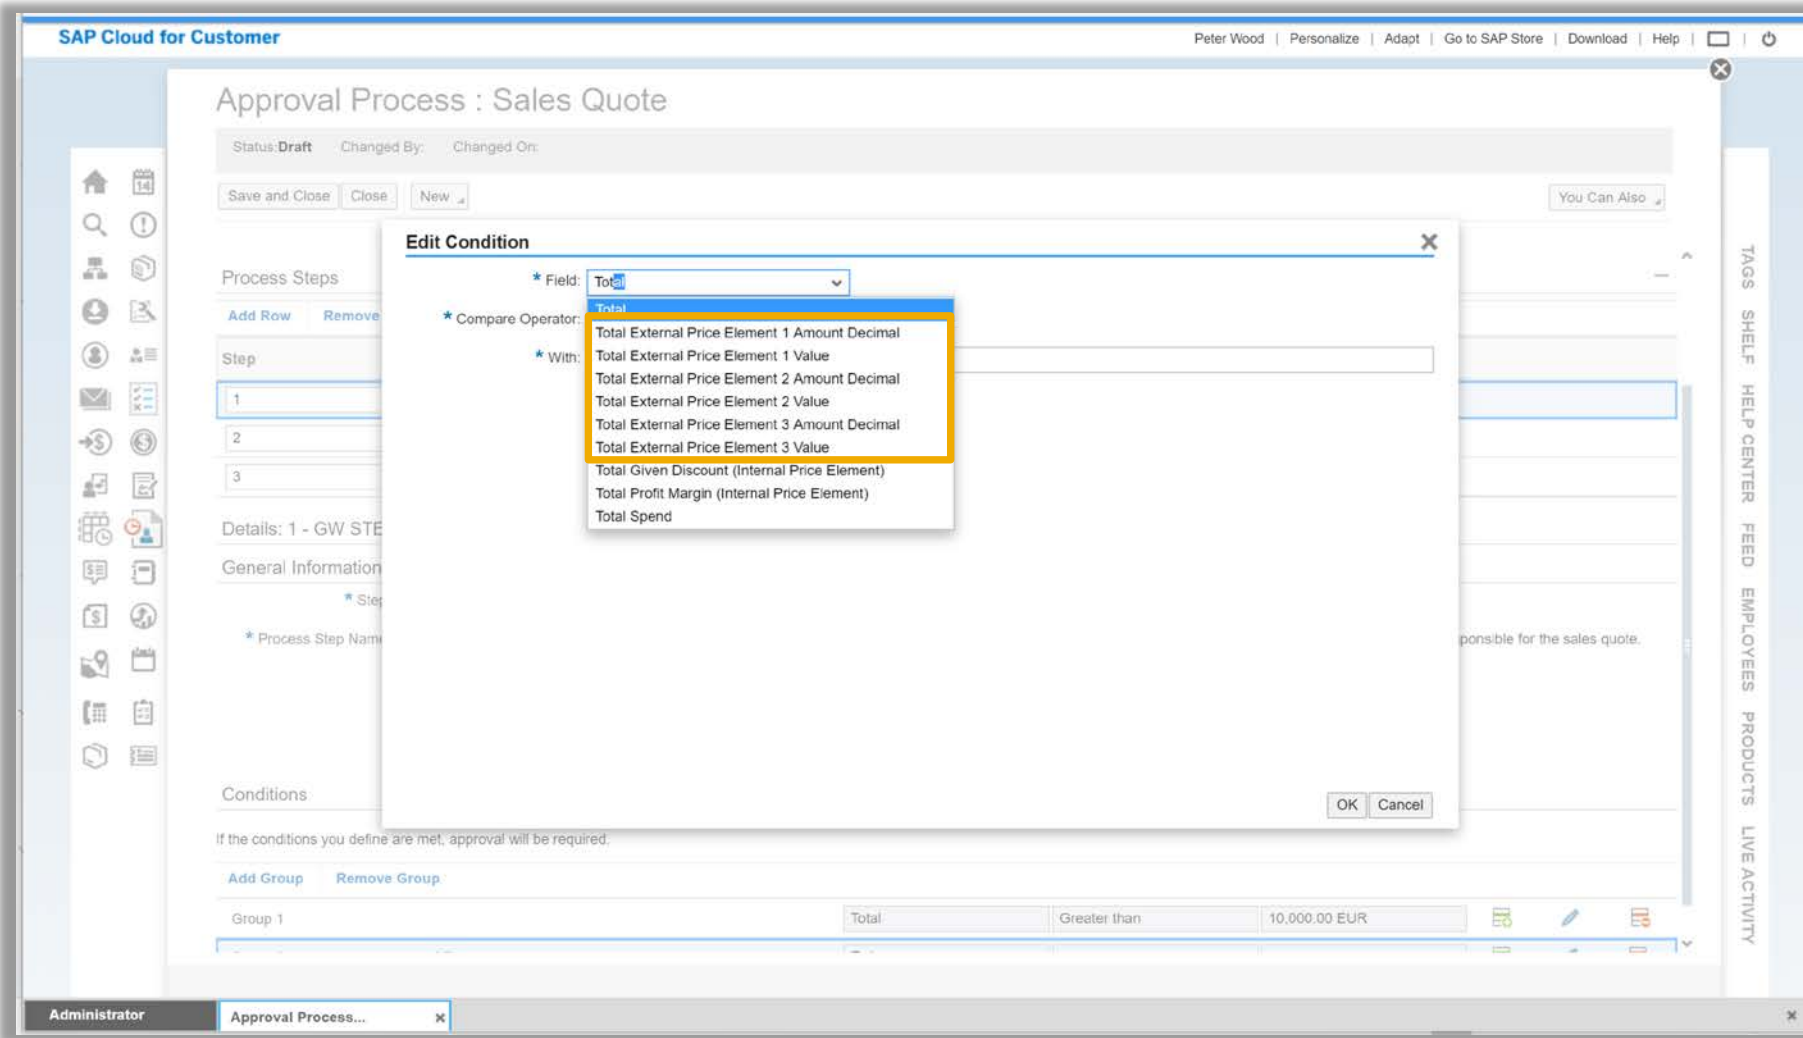 SAP Cloud for Customer
Peter Wood | Personalize | Adapt | Go to SAP Store | Download | Help
Approval Process : Sales Quote
Status:Draft Changed By: Changed On:
Save and Close Close New
You Can Also
14
Edit Condition
Process Steps
* Field: Total
Add Row Remove
* Compare Operator:
Total
Total External Price Element 1 Amount Decimal
Step
* With:
Total External Price Element 1 Value
Total External Price Element 2 Amount Decimal
1
Total External Price Element 2 Value
Total External Price Element 3 Amount Decimal
2
Total External Price Element 3 Value
3
Total Given Discount (Internal Price Element)
Total Profit Margin (Internal Price Element)
Total Spend
Details: 1 - GW STE
General Information
* Step
* Process Step Name
ponsible for the sales quote.
OK Cancel
Conditions
If the conditions you define are met, approval will be required.
Add Group Remove Group
Group 1 Total Greater than 10,000.00 EUR
TAGS SHELF HELP CENTER FEED EMPLOYEES PRODUCTS LIVE ACTIVITY
Administrator
Approval Process...